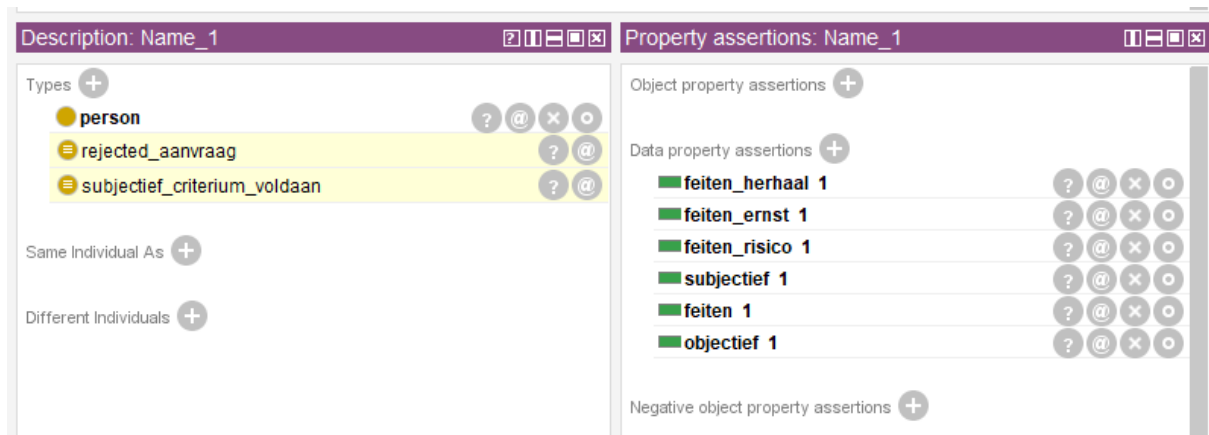 Description: Name_1
Types
person
rejected_aanvraag
subjectief_criterium_voldaan
Same Individual As
Different Individuals
Property assertions: Name_1
Object property assertions
Data property assertions
feiten_herhaal 1
feiten_ernst 1
feiten_risico 1
subjectief 1
feiten 1
objectief 1
Negative object property assertions